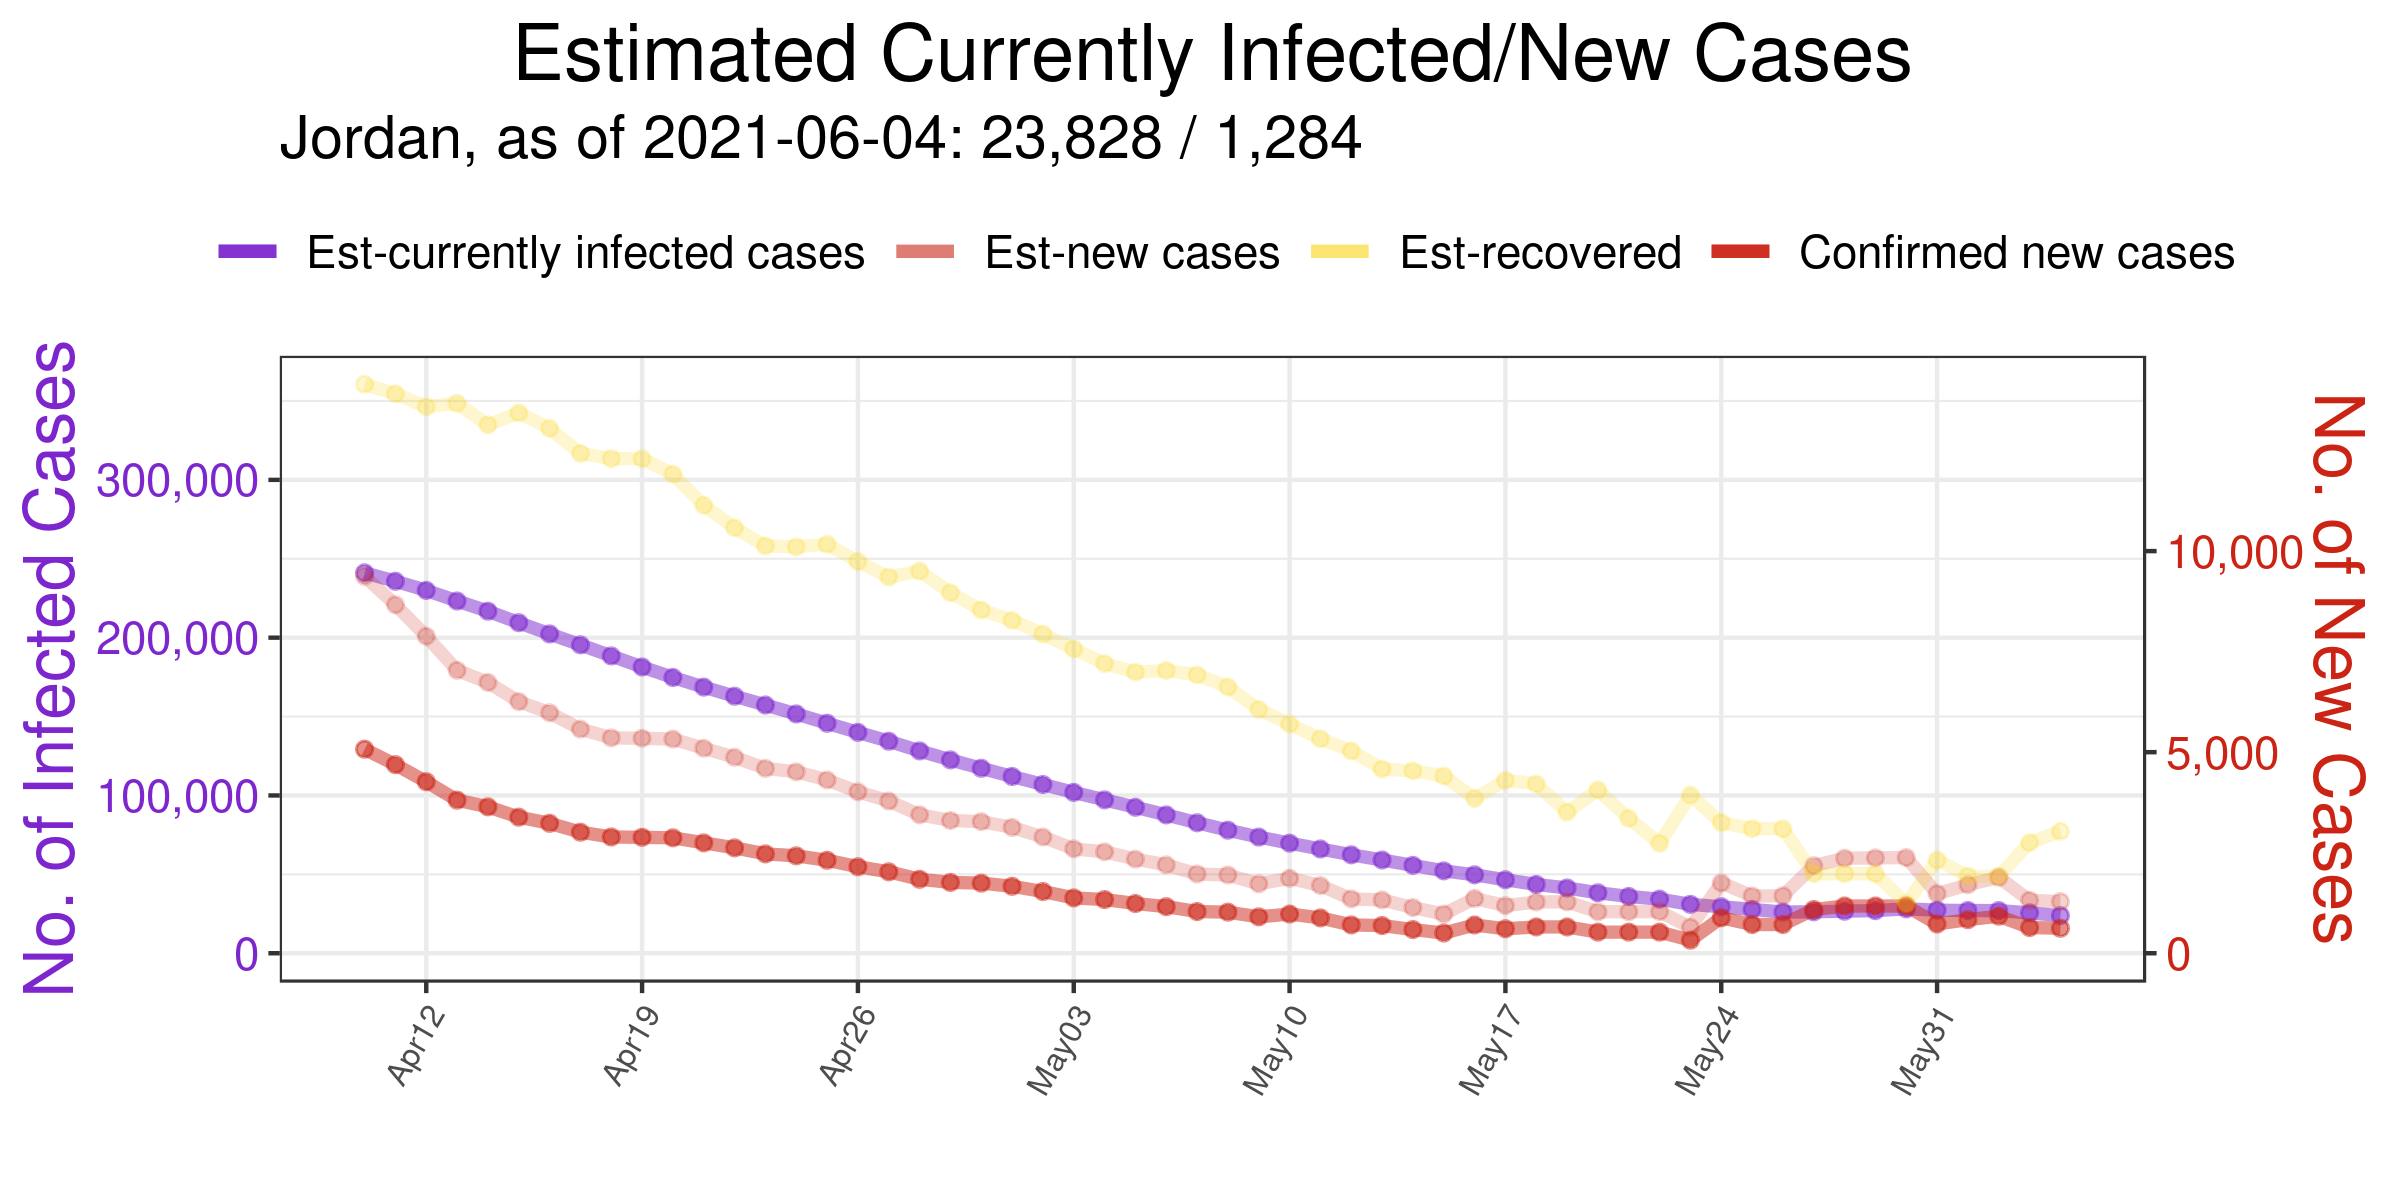 Estimated Currently Infected/New Cases
Jordan, as of 2021-06-04: 23,828 / 1,284
Est-currently infected cases Est-new cases Est-recovered Confirmed new cases
No. of Infected Cases
300,000
200,000
100,000
0
10,000
5,000
0
No. of New Cases
Apr12 Apr19 Apr26 May03 May10 May17 May24 May31